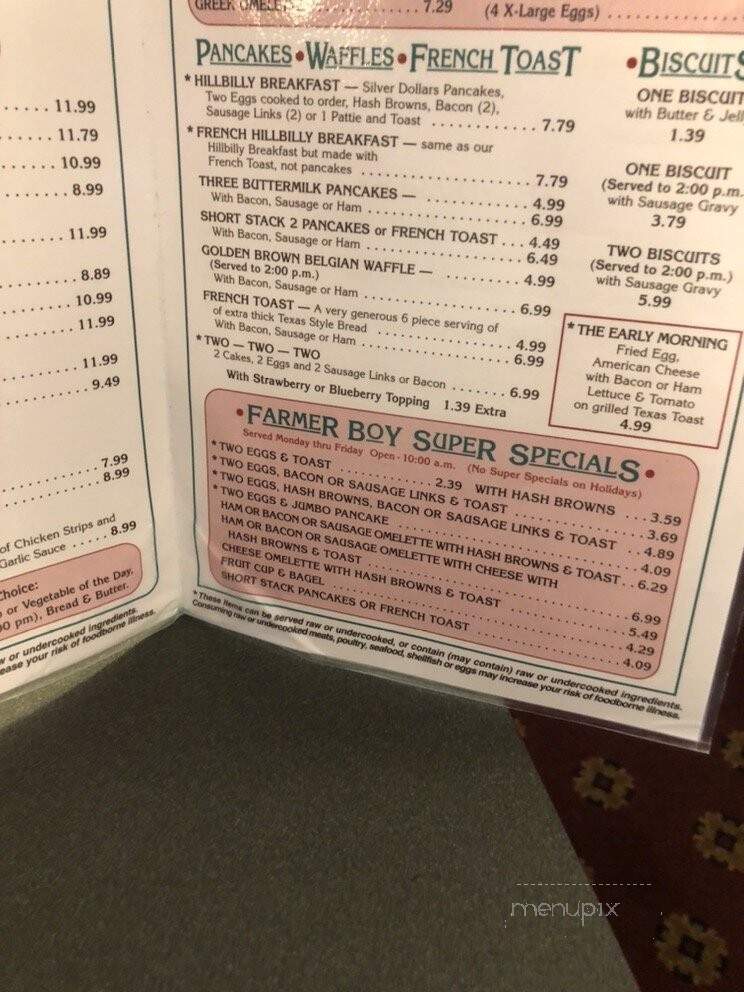 11.99
11.79
10.99
8.99
11.99
8.89
10.99
11.99
11.99
9.49
7.99
8.99
of Chicken Strips and
Garlic Sauce ..... 8.99
Choice:
or Vegetable of the Day,
pm), Bread & Butter.
or undercooked ingredients.
ease your risk of foodborne illness.
GREEK OMELET 7.29
(4 X-Large Eggs)
PANCAKES • WAFFLES • FRENCH TOAST
* HILLBILLY BREAKFAST — Silver Dollars Pancakes,
Two Eggs cooked to order, Hash Browns, Bacon (2),
Sausage Links (2) or 1 Pattie and Toast 7.79
* FRENCH HILLBILLY BREAKFAST — same as our
Hillbilly Breakfast but made with
French Toast, not pancakes 7.79
THREE BUTTERMILK PANCAKES — 4.99
With Bacon, Sausage or Ham 6.99
SHORT STACK 2 PANCAKES or FRENCH TOAST ... 4.49
With Bacon, Sausage or Ham 6.49
GOLDEN BROWN BELGIAN WAFFLE — 4.99
(Served to 2:00 p.m.)
With Bacon, Sausage or Ham 6.99
FRENCH TOAST — A very generous 6 piece serving of
of extra thick Texas Style Bread 4.99
With Bacon, Sausage or Ham 6.99
* TWO — TWO — TWO
2 Cakes, 2 Eggs and 2 Sausage Links or Bacon 6.99
With Strawberry or Blueberry Topping 1.39 Extra
• BISCUITS
ONE BISCUIT
with Butter & Jell
1.39
ONE BISCUIT
(Served to 2:00 p.m.
with Sausage Gravy
3.79
TWO BISCUITS
(Served to 2:00 p.m.)
with Sausage Gravy
5.99
* THE EARLY MORNING
Fried Egg,
American Cheese
with Bacon or Ham
Lettuce & Tomato
on grilled Texas Toast
4.99
• FARMER BOY SUPER SPECIALS •
Served Monday thru Friday Open - 10:00 a.m. (No Super Specials on Holidays)
* TWO EGGS & TOAST 2.39 WITH HASH BROWNS ... 3.59
* TWO EGGS, BACON OR SAUSAGE LINKS & TOAST 3.69
* TWO EGGS, HASH BROWNS, BACON OR SAUSAGE LINKS & TOAST .. 4.89
* TWO EGGS & JUMBO PANCAKE 4.09
HAM OR BACON OR SAUSAGE OMELETTE WITH HASH BROWNS & TOAST .. 6.29
HAM OR BACON OR SAUSAGE OMELETTE WITH CHEESE WITH
HASH BROWNS & TOAST 6.99
CHEESE OMELETTE WITH HASH BROWNS & TOAST 5.49
FRUIT CUP & BAGEL 4.29
SHORT STACK PANCAKES OR FRENCH TOAST 4.09
* These items can be served raw or undercooked, or contain (may contain) raw or undercooked ingredients.
Consuming raw or undercooked meats, poultry, seafood, shellfish or eggs may increase your risk of foodborne illness.
menupix